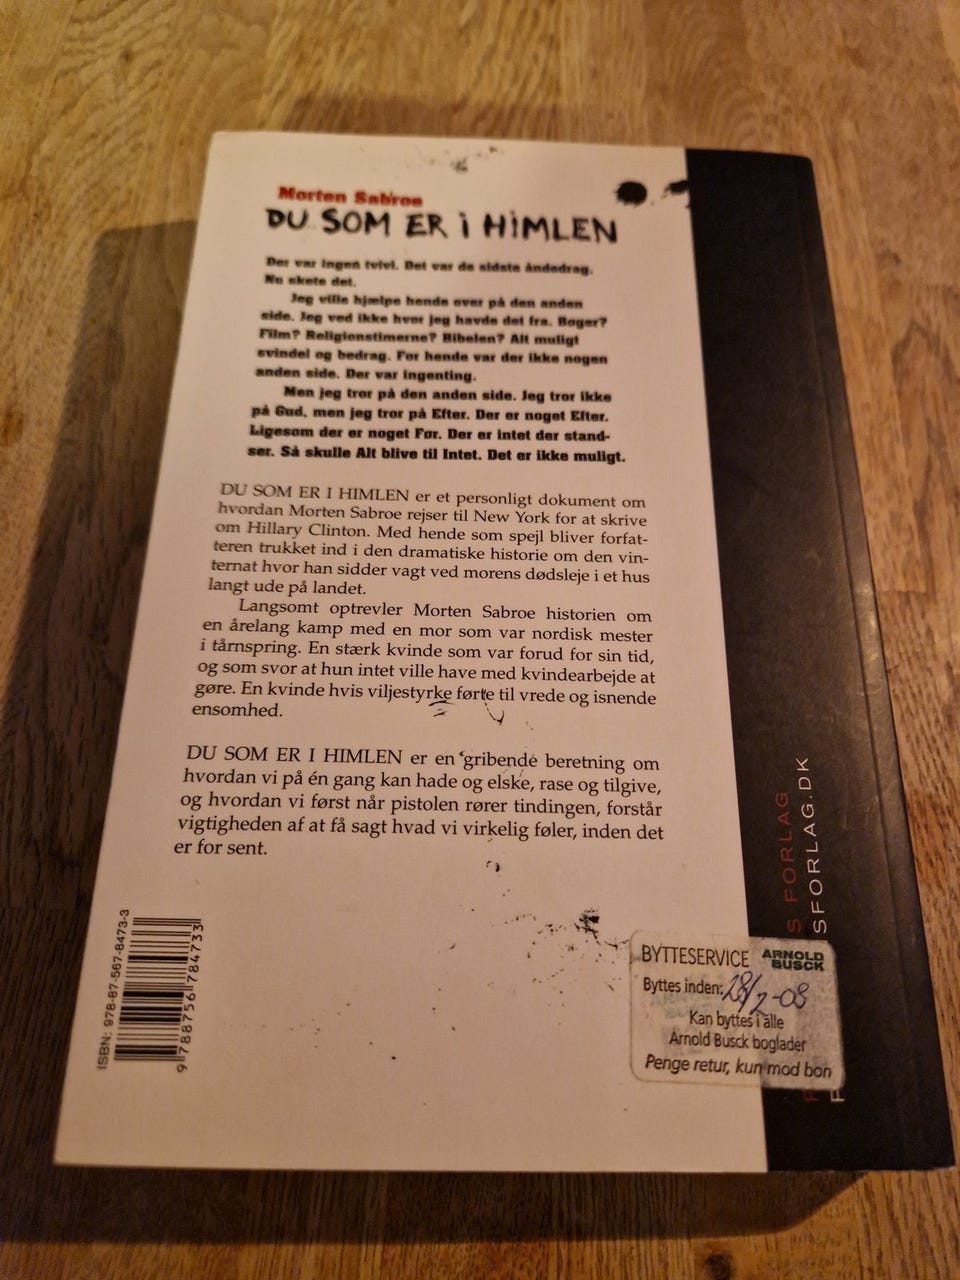 Morten Sabroe
DU SOM ER I HIMLEN
Der var ingen tvivl. Det var de sidste åndedrag.
Nu skete det.
Jeg ville hjælpe hende over på den anden
side. Jeg ved ikke hvor jeg havde det fra. Bøger?
Film? Religionstimerne? Bibelen? Alt muligt
svindel og bedrag. For hende var der ikke nogen
anden side. Der var ingenting.
Men jeg tror på den anden side. Jeg tror ikke
på Gud, men jeg tror på Efter. Der er noget Efter.
Ligesom der er noget Før. Der er intet der stand-
ser. Så skulle Alt blive til Intet. Det er ikke muligt.
DU SOM ER I HIMLEN er et personligt dokument om
hvordan Morten Sabroe rejser til New York for at skrive
om Hillary Clinton. Med hende som spejl bliver forfat-
teren trukket ind i den dramatiske historie om den vin-
ternat hvor han sidder vagt ved morens dødsleje i et hus
langt ude på landet.
Langsomt optrevler Morten Sabroe historien om
en årelang kamp med en mor som var nordisk mester
i tårnspring. En stærk kvinde som var forud for sin tid,
og som svor at hun intet ville have med kvindearbejde at
gøre. En kvinde hvis viljestyrke førte til vrede og isnende
ensomhed.
DU SOM ER I HIMLEN er en gribende beretning om
hvordan vi på én gang kan hade og elske, rase og tilgive,
og hvordan vi først når pistolen rører tindingen, forstår
vigtigheden af at få sagt hvad vi virkelig føler, inden det
er for sent.
ISBN: 978-87-567-8473-3
9 788756 784733
S FORLAG
SFORLAG.DK
BYTTESERVICE ARNOLD BUSCK
Byttes inden: 28/2-08
Kan byttes i alle
Arnold Busck boglader
Penge retur, kun mod bon